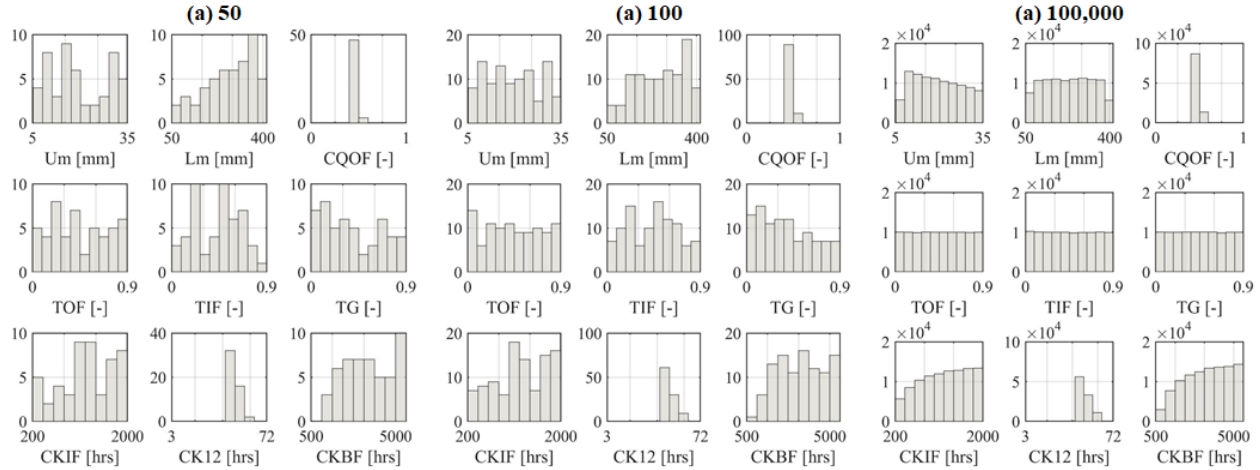 (a) 50
(a) 100
(a) 100,000
10 5 0 5 35 Um [mm]
10 5 0 50 400 Lm [mm]
50 0 0 1 CQOF [-]
20 10 0 5 35 Um [mm]
20 10 0 50 400 Lm [mm]
100 50 0 0 1 CQOF [-]
×10⁴ 2 1 0 5 35 Um [mm]
×10⁴ 2 1 0 50 400 Lm [mm]
×10⁴ 10 5 0 0 1 CQOF [-]
10 5 0 0 0.9 TOF [-]
10 5 0 0 0.9 TIF [-]
10 5 0 0 0.9 TG [-]
20 10 0 0 0.9 TOF [-]
20 10 0 0 0.9 TIF [-]
20 10 0 0 0.9 TG [-]
×10⁴ 2 1 0 0 0.9 TOF [-]
×10⁴ 2 1 0 0 0.9 TIF [-]
×10⁴ 2 1 0 0 0.9 TG [-]
10 5 0 200 2000 CKIF [hrs]
40 20 0 3 72 CK12 [hrs]
10 5 0 500 5000 CKBF [hrs]
20 10 0 200 2000 CKIF [hrs]
100 50 0 3 72 CK12 [hrs]
20 10 0 500 5000 CKBF [hrs]
×10⁴ 2 1 0 200 2000 CKIF [hrs]
×10⁴ 10 5 0 3 72 CK12 [hrs]
×10⁴ 2 1 0 500 5000 CKBF [hrs]